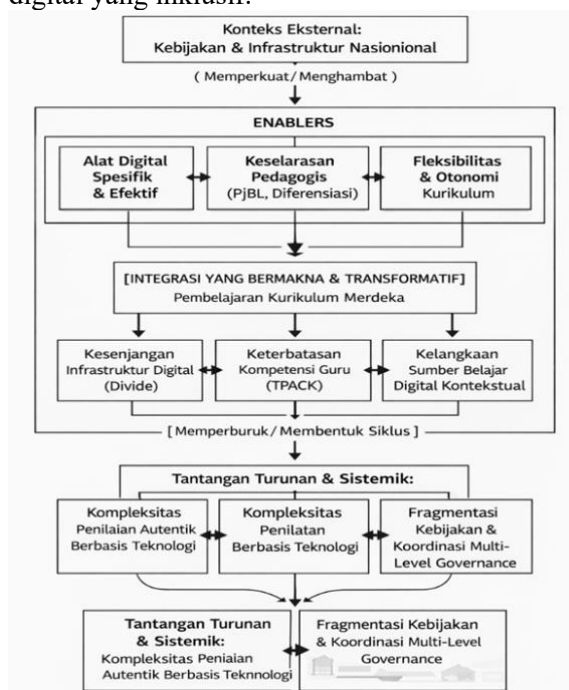 digital yang inklusif.
Konteks Eksternal:
Kebijakan & Infrastruktur Nasionional
( Memperkuat/Menghambat )
ENABLERS
Alat Digital
Spesifik
& Efektif
Keselarasan
Pedagogis
(PjBL, Diferensiasi)
Fleksibilitas
& Otonomi
Kurikulum
[INTEGRASI YANG BERMAKNA & TRANSFORMATIF]
Pembelajaran Kurikulum Merdeka
Kesenjangan
Infrastruktur Digital
(Divide)
Keterbatasan
Kompetensi Guru
(TPACK)
Kelangkaan
Sumber Belajar
Digital Kontekstual
[ Memperburuk/Membentuk Siklus ]
Tantangan Turunan & Sistemik:
Kompleksitas
Penilaian Autentik
Berbasis Teknologi
Kompleksitas
Penilatan
Berbasis Teknologi
Fragmentasi
Kebijakan &
Koordinasi Multi-
Level Governance
Tantangan Turunan
& Sistemik:
Kompleksitas Peniaian
Autentik Berbasis Teknnologi
Fragmentasi Kebijakan
& Koordinasi Multi-Level
Governance